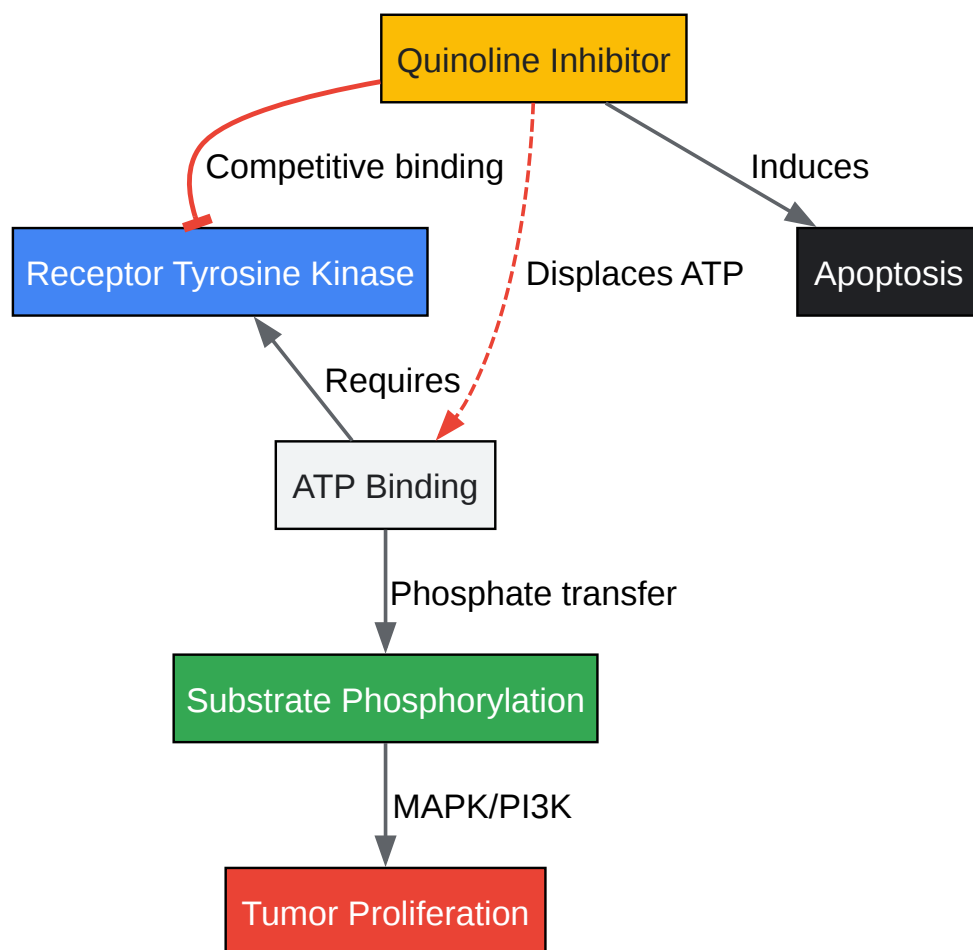 Quinoline Inhibitor
Competitive binding
Induces
Receptor Tyrosine Kinase
Displaces ATP
Apoptosis
Requires
ATP Binding
Phosphate transfer
Substrate Phosphorylation
MAPK/PI3K
Tumor Proliferation